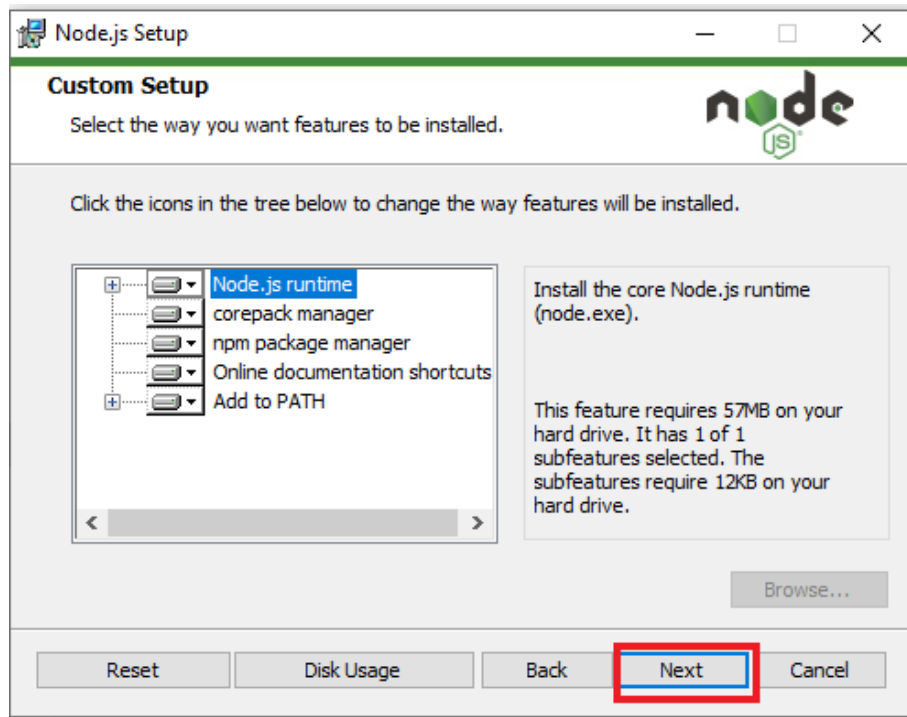 Node.js Setup
Custom Setup
Select the way you want features to be installed.
node
JS
Click the icons in the tree below to change the way features will be installed.
Node.js runtime
corepack manager
npm package manager
Online documentation shortcuts
Add to PATH
Install the core Node.js runtime
(node.exe).
This feature requires 57MB on your
hard drive. It has 1 of 1
subfeatures selected. The
subfeatures require 12KB on your
hard drive.
Browse...
Reset
Disk Usage
Back
Next
Cancel